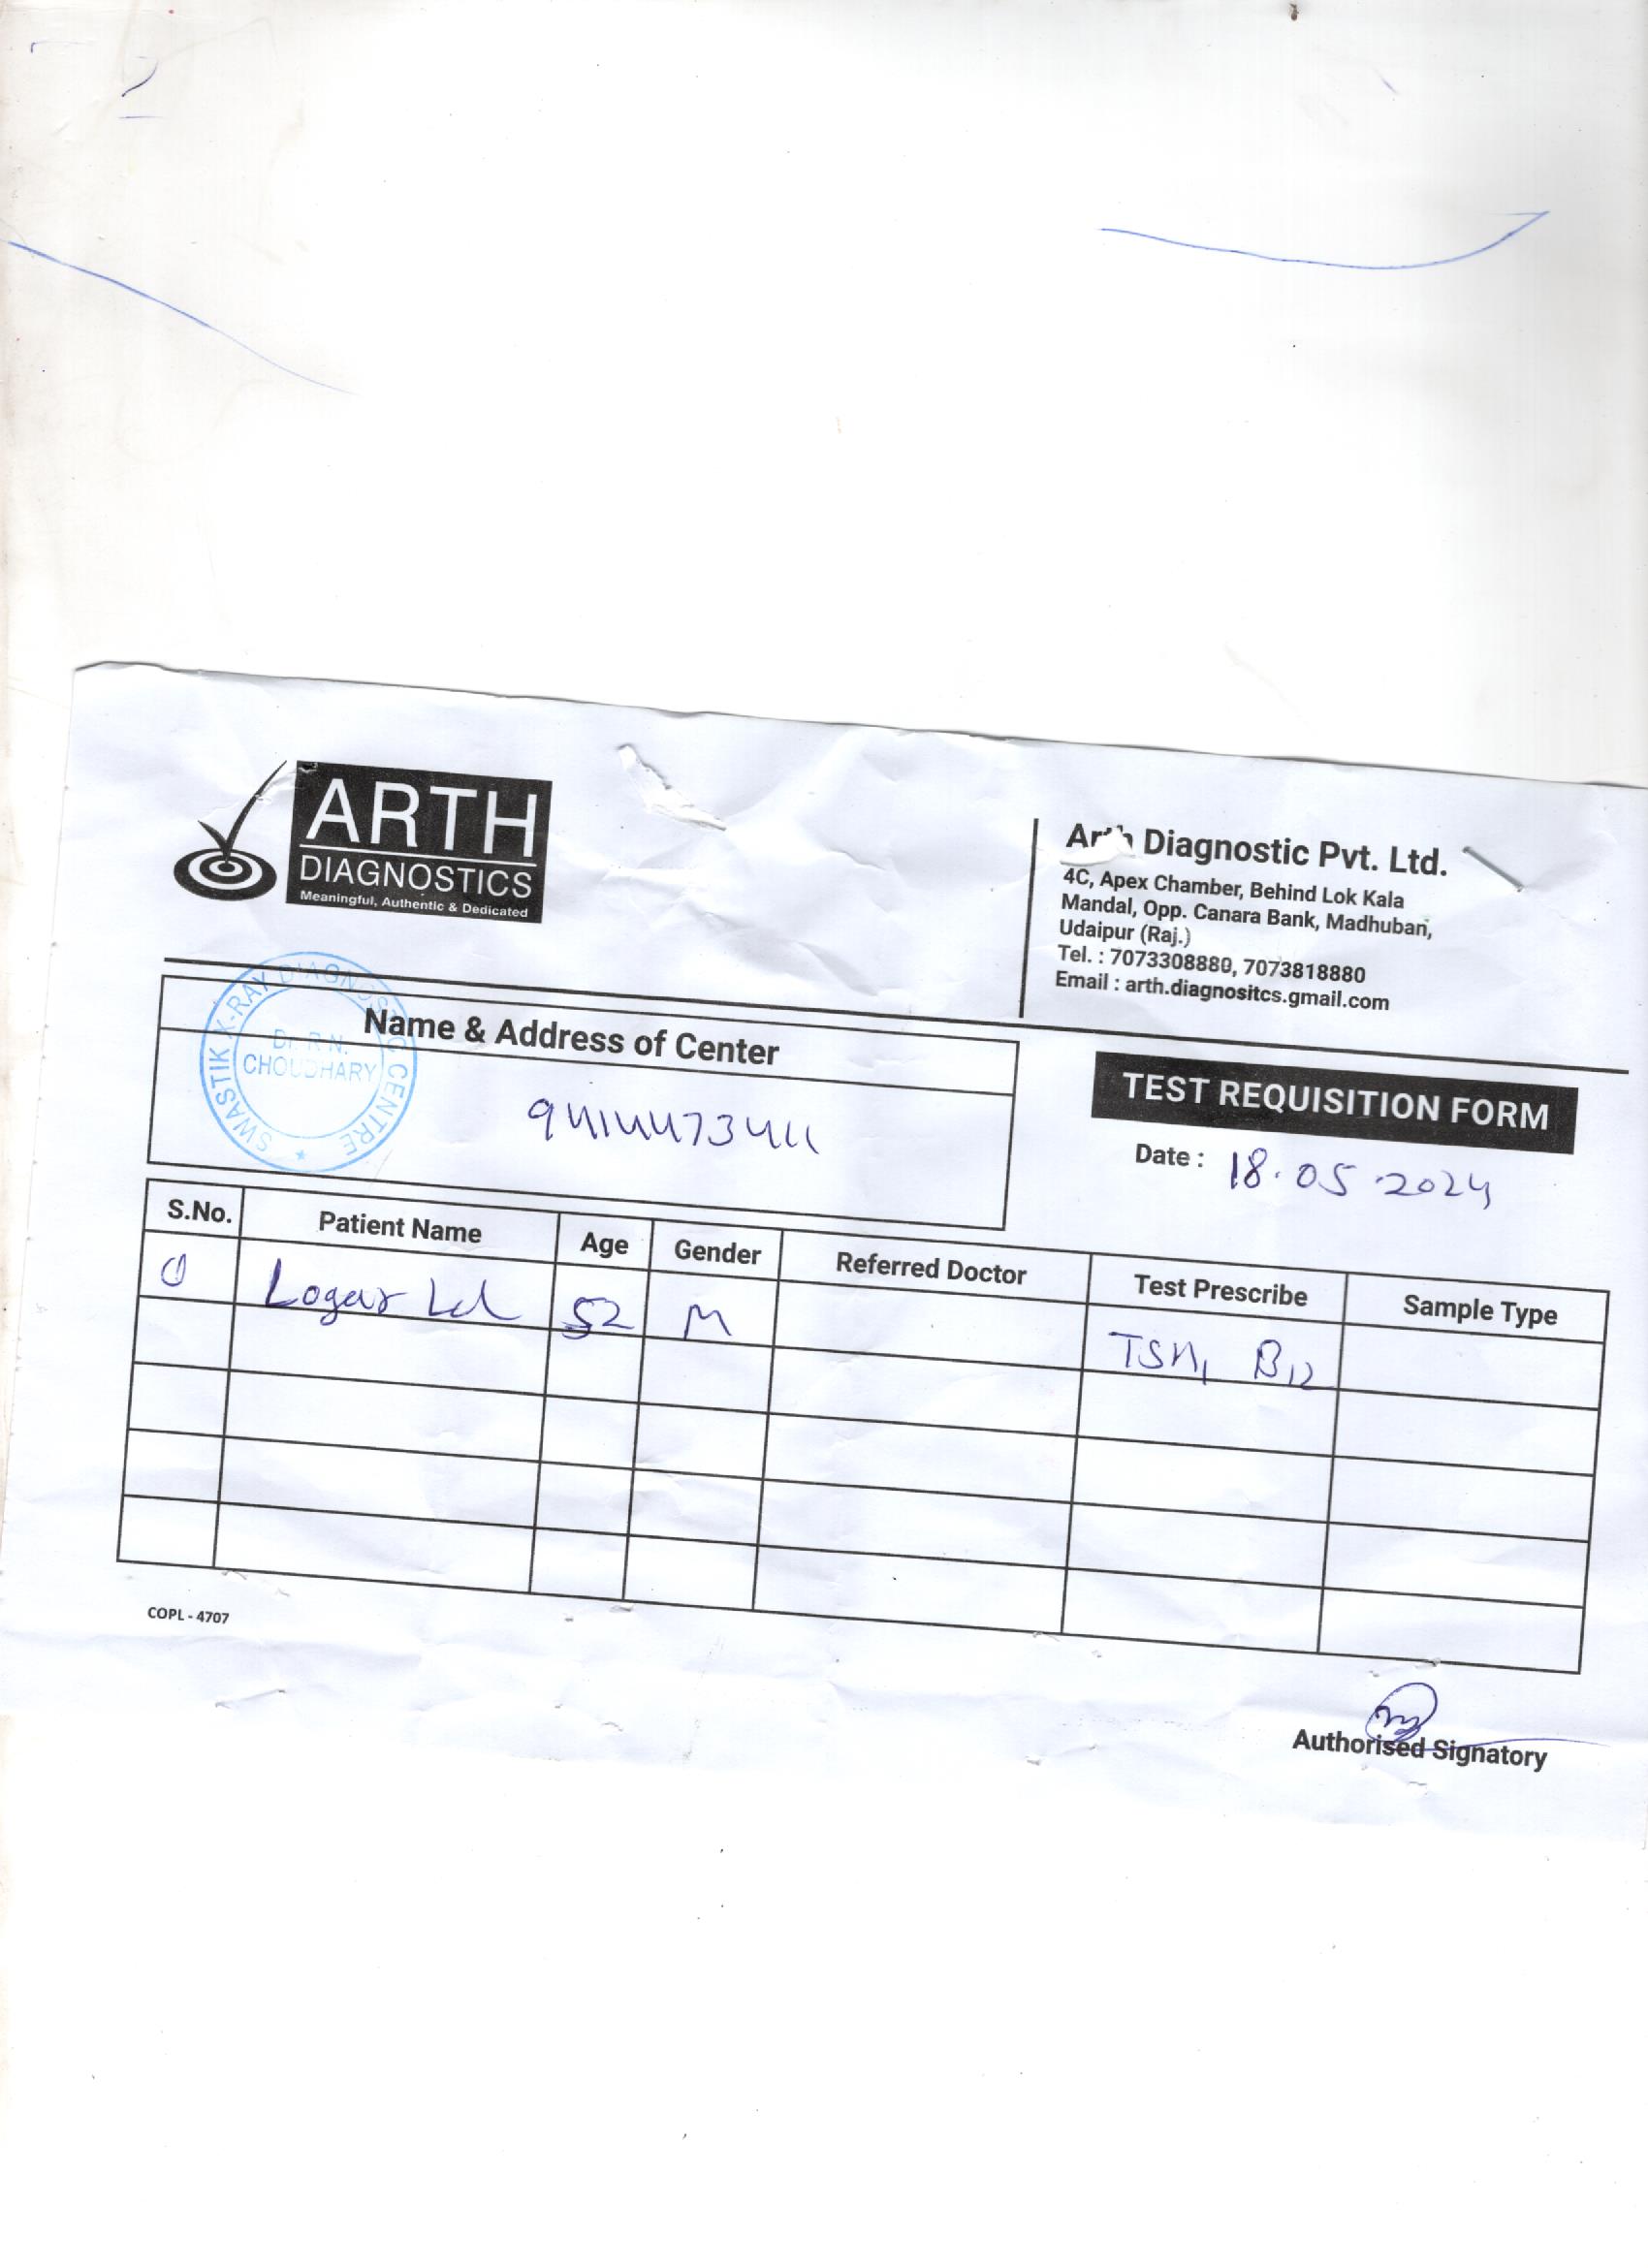 ARTH
DIAGNOSTICS
Meaningful, Authentic & Dedicated
Diagnostic Pvt. Ltd.
4C, Apex Chamber, Behind Lok Kala
Mandal, Opp. Canara Bank, Madhuban,
Udaipur (Raj.)
Tel. : 7073308880, 7073818880
Email : arth.diagnositcs.gmail.com
SWASTIK X-RAY DIAGNOSTIC CENTRE
Dr. R.N.
CHOUDHARY
Name & Address of Center
TEST REQUISITION FORM
Date : 18.05.2024
S.No. Patient Name Age Gender Referred Doctor Test Prescribe Sample Type
Logar Lal 52 M TSH, B12
COPL - 4707
Authorised Signatory